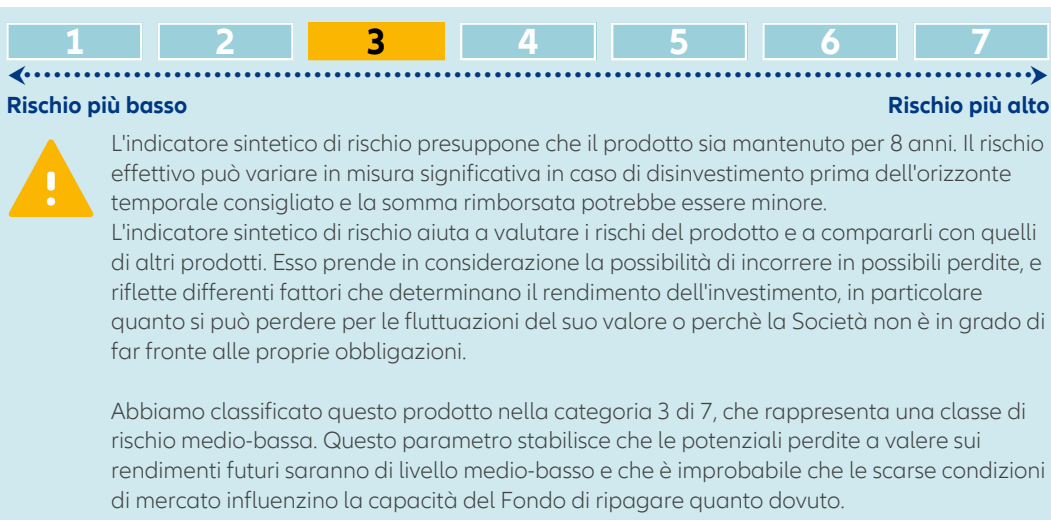 1 2 3 4 5 6 7
Rischio più basso Rischio più alto
L'indicatore sintetico di rischio presuppone che il prodotto sia mantenuto per 8 anni. Il rischio
effettivo può variare in misura significativa in caso di disinvestimento prima dell'orizzonte
temporale consigliato e la somma rimborsata potrebbe essere minore.
L'indicatore sintetico di rischio aiuta a valutare i rischi del prodotto e a compararli con quelli
di altri prodotti. Esso prende in considerazione la possibilità di incorrere in possibili perdite, e
riflette differenti fattori che determinano il rendimento dell'investimento, in particolare
quanto si può perdere per le fluttuazioni del suo valore o perchè la Società non è in grado di
far fronte alle proprie obbligazioni.
Abbiamo classificato questo prodotto nella categoria 3 di 7, che rappresenta una classe di
rischio medio-bassa. Questo parametro stabilisce che le potenziali perdite a valere sui
rendimenti futuri saranno di livello medio-basso e che è improbabile che le scarse condizioni
di mercato influenzino la capacità del Fondo di ripagare quanto dovuto.